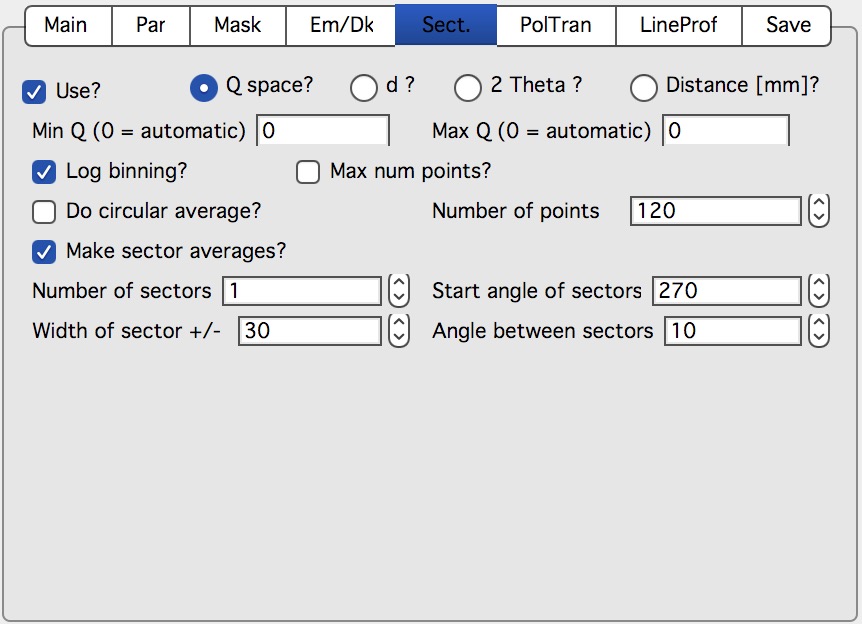 Main Par Mask Em/Dk Sect. PolTran LineProf Save
Use? Q space? d ? 2 Theta ? Distance [mm]?
Min Q (0 = automatic) 0 Max Q (0 = automatic) 0
Log binning? Max num points?
Do circular average? Number of points 120
Make sector averages?
Number of sectors 1 Start angle of sectors 270
Width of sector +/- 30 Angle between sectors 10